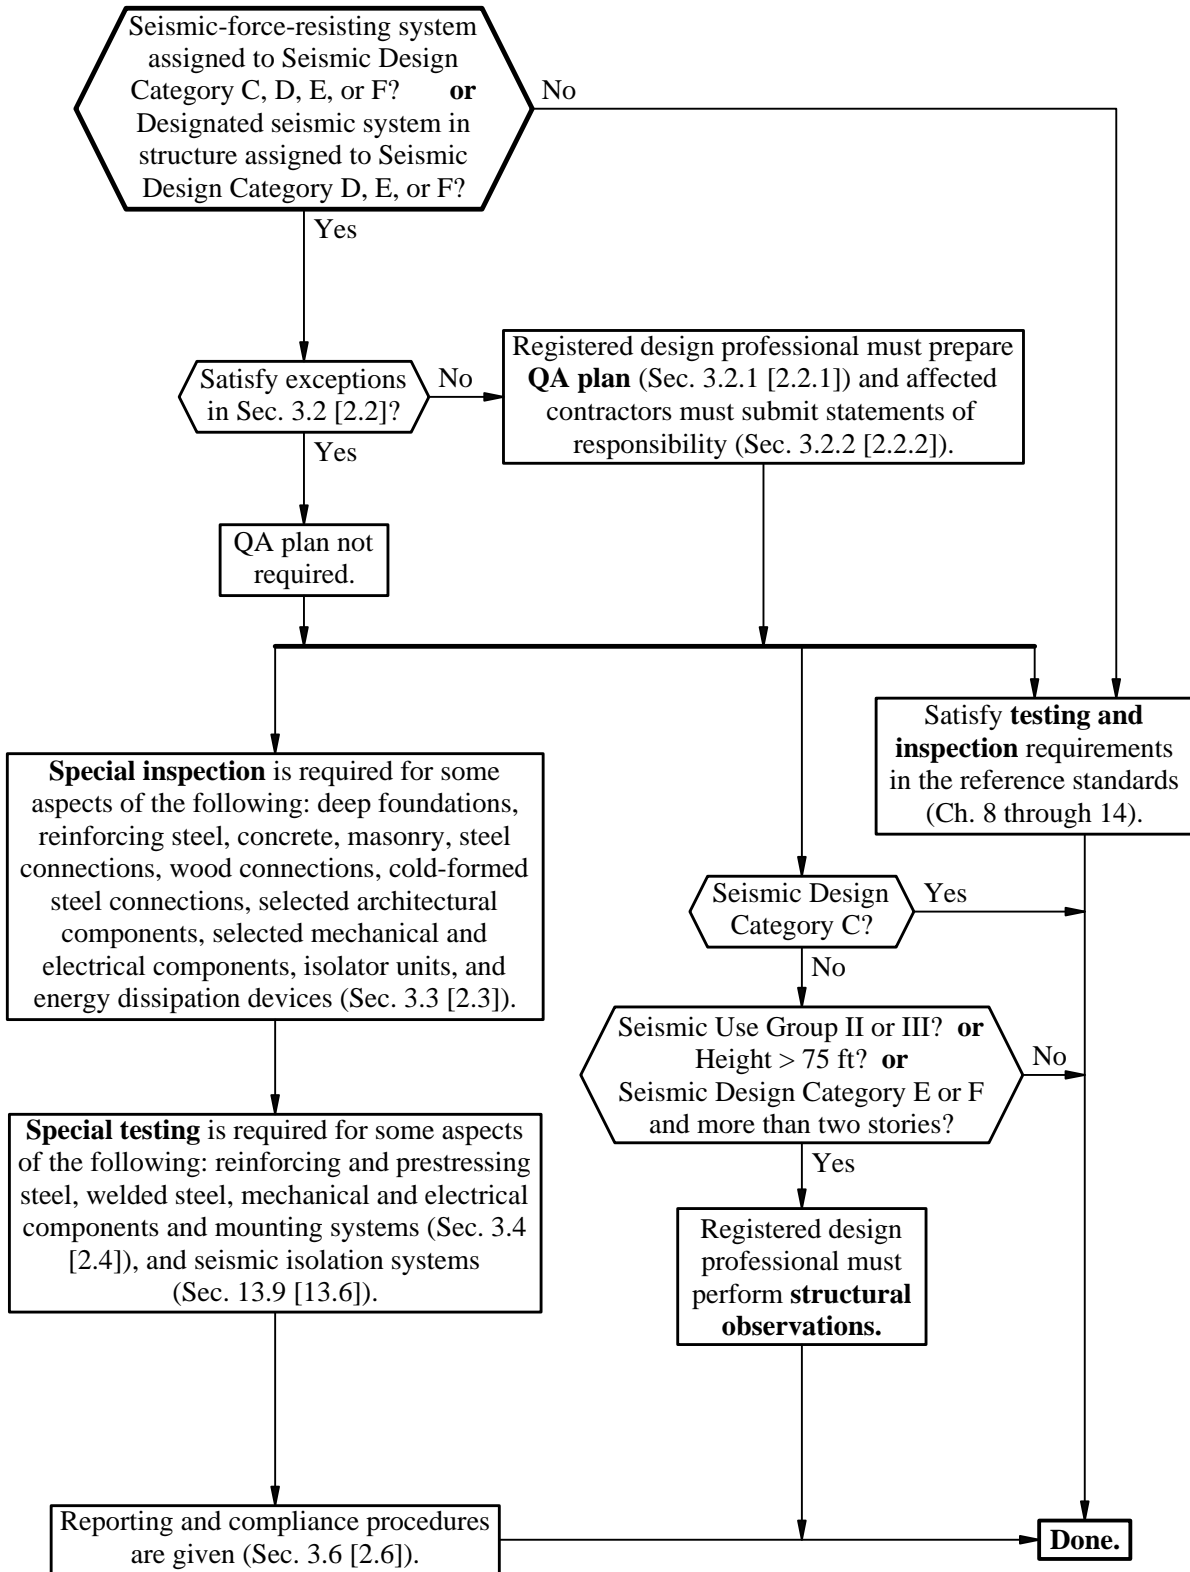 Seismic-force-resisting system
assigned to Seismic Design
Category C, D, E, or F? or
Designated seismic system in
structure assigned to Seismic
Design Category D, E, or F?
No
Yes
Satisfy exceptions
in Sec. 3.2 [2.2]?
No
Yes
Registered design professional must prepare
QA plan (Sec. 3.2.1 [2.2.1]) and affected
contractors must submit statements of
responsibility (Sec. 3.2.2 [2.2.2]).
QA plan not
required.
Satisfy testing and
inspection requirements
in the reference standards
(Ch. 8 through 14).
Special inspection is required for some
aspects of the following: deep foundations,
reinforcing steel, concrete, masonry, steel
connections, wood connections, cold-formed
steel connections, selected architectural
components, selected mechanical and
electrical components, isolator units, and
energy dissipation devices (Sec. 3.3 [2.3]).
Seismic Design
Category C?
Yes
No
Seismic Use Group II or III? or
Height > 75 ft? or
Seismic Design Category E or F
and more than two stories?
No
Yes
Special testing is required for some aspects
of the following: reinforcing and prestressing
steel, welded steel, mechanical and electrical
components and mounting systems (Sec. 3.4
[2.4]), and seismic isolation systems
(Sec. 13.9 [13.6]).
Registered design
professional must
perform structural
observations.
Reporting and compliance procedures
are given (Sec. 3.6 [2.6]).
Done.